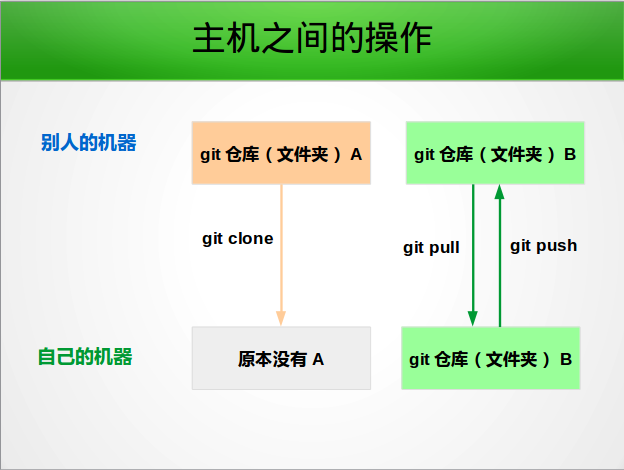 主机之间的操作
别人的机器
git 仓库（文件夹） A
git 仓库（文件夹） B
git clone
git pull
git push
自己的机器
原本没有 A
git 仓库（文件夹） B